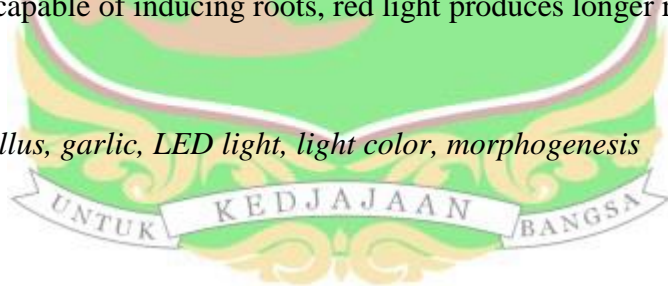 capable of inducing roots, red light produces longer
llus, garlic, LED light, light color, morphogenesis
UNTUK KEDJAJAAN BANGSA